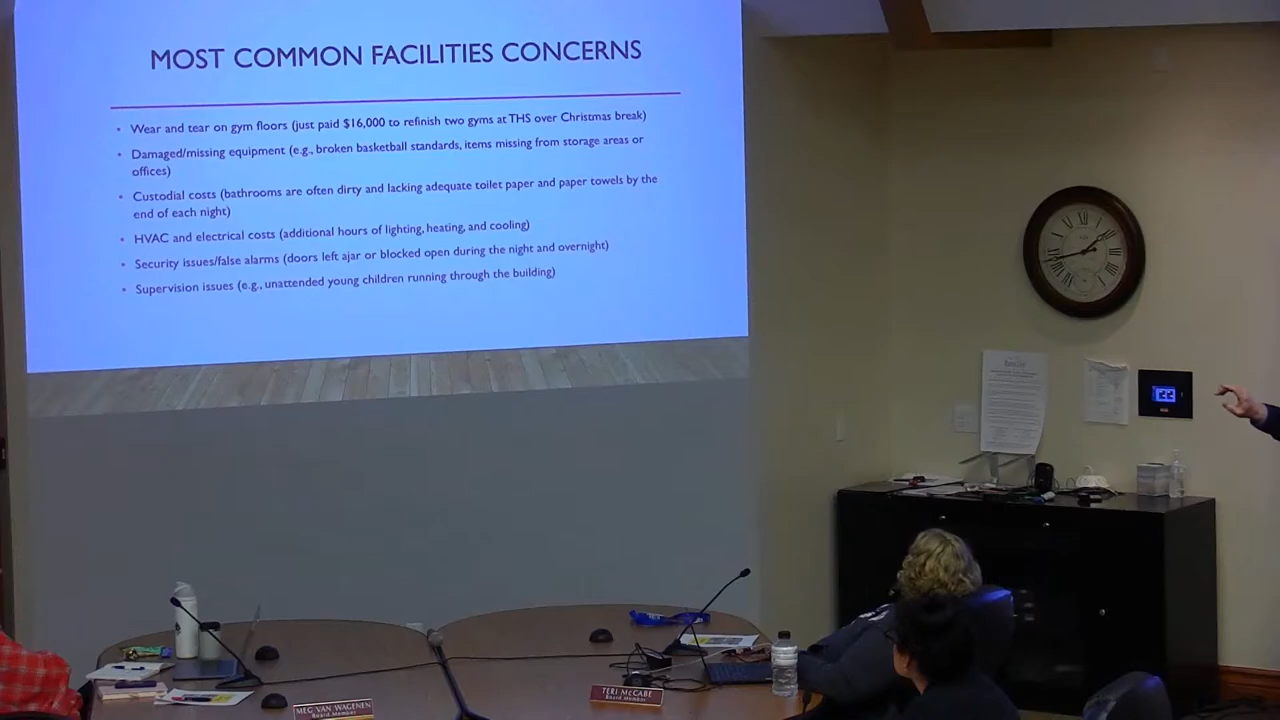 MOST COMMON FACILITIES CONCERNS
• Wear and tear on gym floors (just paid $16,000 to refinish two gyms at THS over Christmas break)
• Damaged/missing equipment (e.g., broken basketball standards, items missing from storage areas or
offices)
• Custodial costs (bathrooms are often dirty and lacking adequate toilet paper and paper towels by the
end of each night)
• HVAC and electrical costs (additional hours of lighting, heating, and cooling)
• Security issues/false alarms (doors left ajar or blocked open during the night and overnight)
• Supervision issues (e.g., unattended young children running through the building)
MEG VAN WAGENEN
Board Member
TERI MCCABE
Board Member